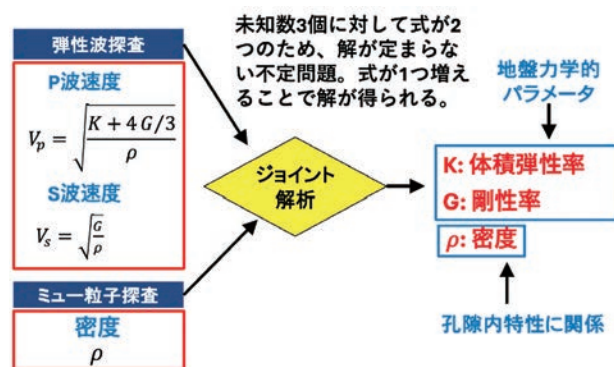 弾性波探査
P波速度
V_p = √((K + 4 G/3)/ρ)
S波速度
V_s = √(G/ρ)
ミュー粒子探査
密度
ρ
未知数3個に対して式が2
つのため、解が定まらな
い不定問題。式が1つ増え
ることで解が得られる。
ジョイント
解析
地盤力学的
パラメータ
K: 体積弾性率
G: 剛性率
ρ: 密度
孔隙内特性に関係